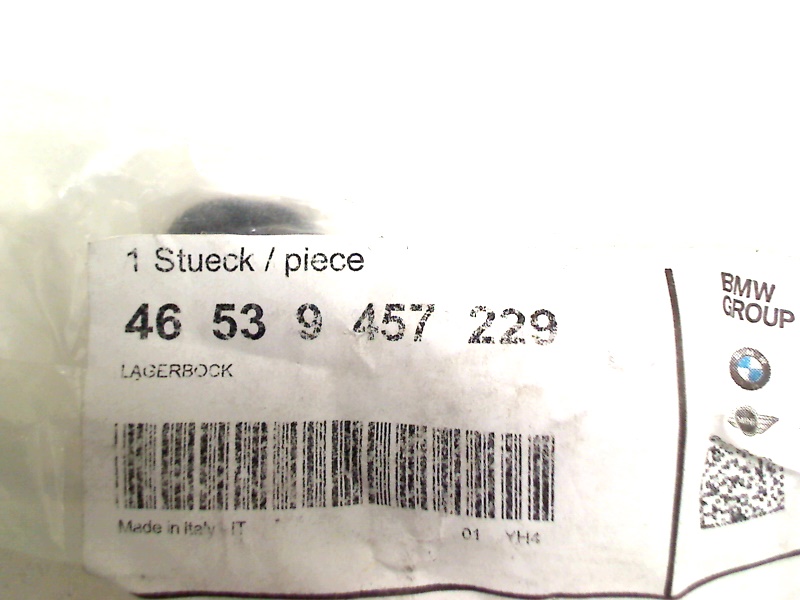 1 Stueck / piece
46 53 9 457 229
LAGERBOCK
Made in Italy - IT
01 YH4
BMW
GROUP